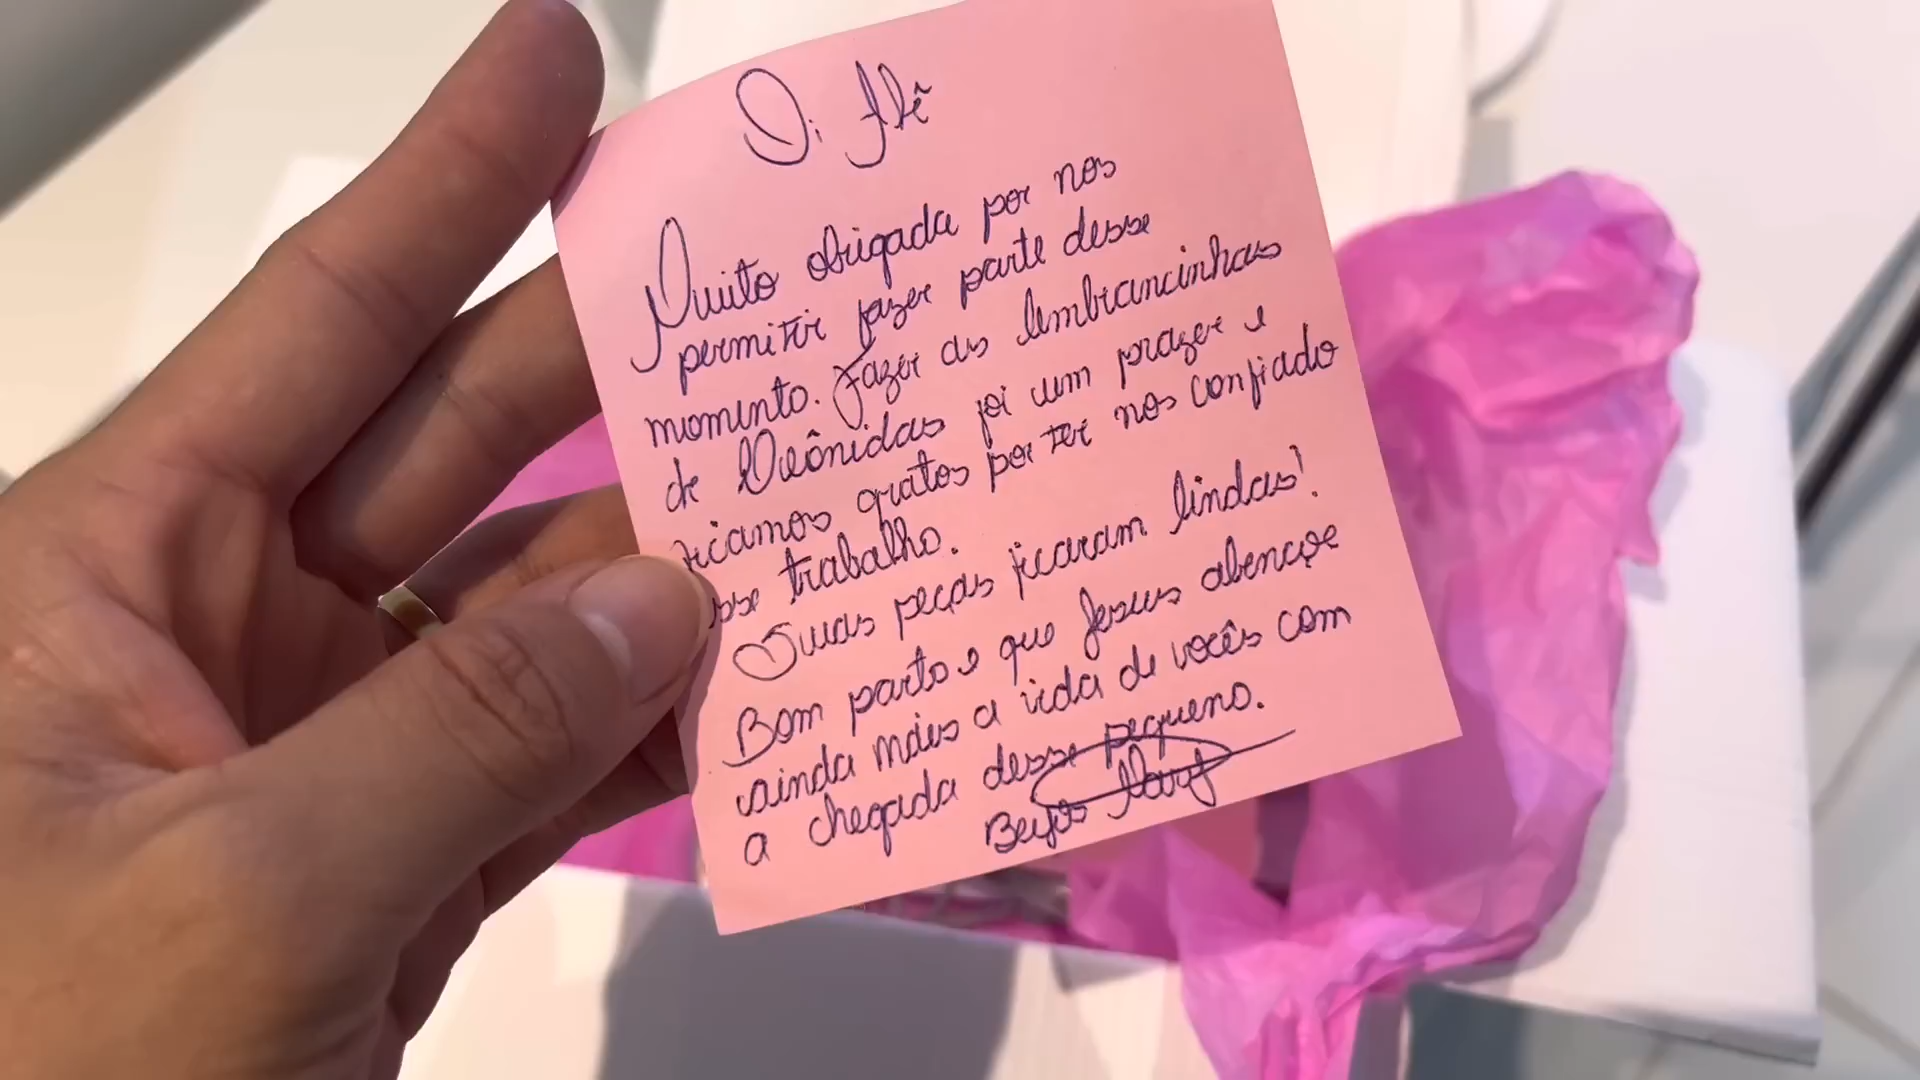 Oi Flê
Muito obrigada por nos
permitir fazer parte desse
momento. Fazer as lembrancinhas
de Leônidas foi um prazer e
ficamos gratos por ter nos confiado
esse trabalho.
Suas peças ficaram lindas!
Bom parto e que Jesus abençoe
ainda mais a vida de vocês com
a chegada desse pequeno.
Beijos